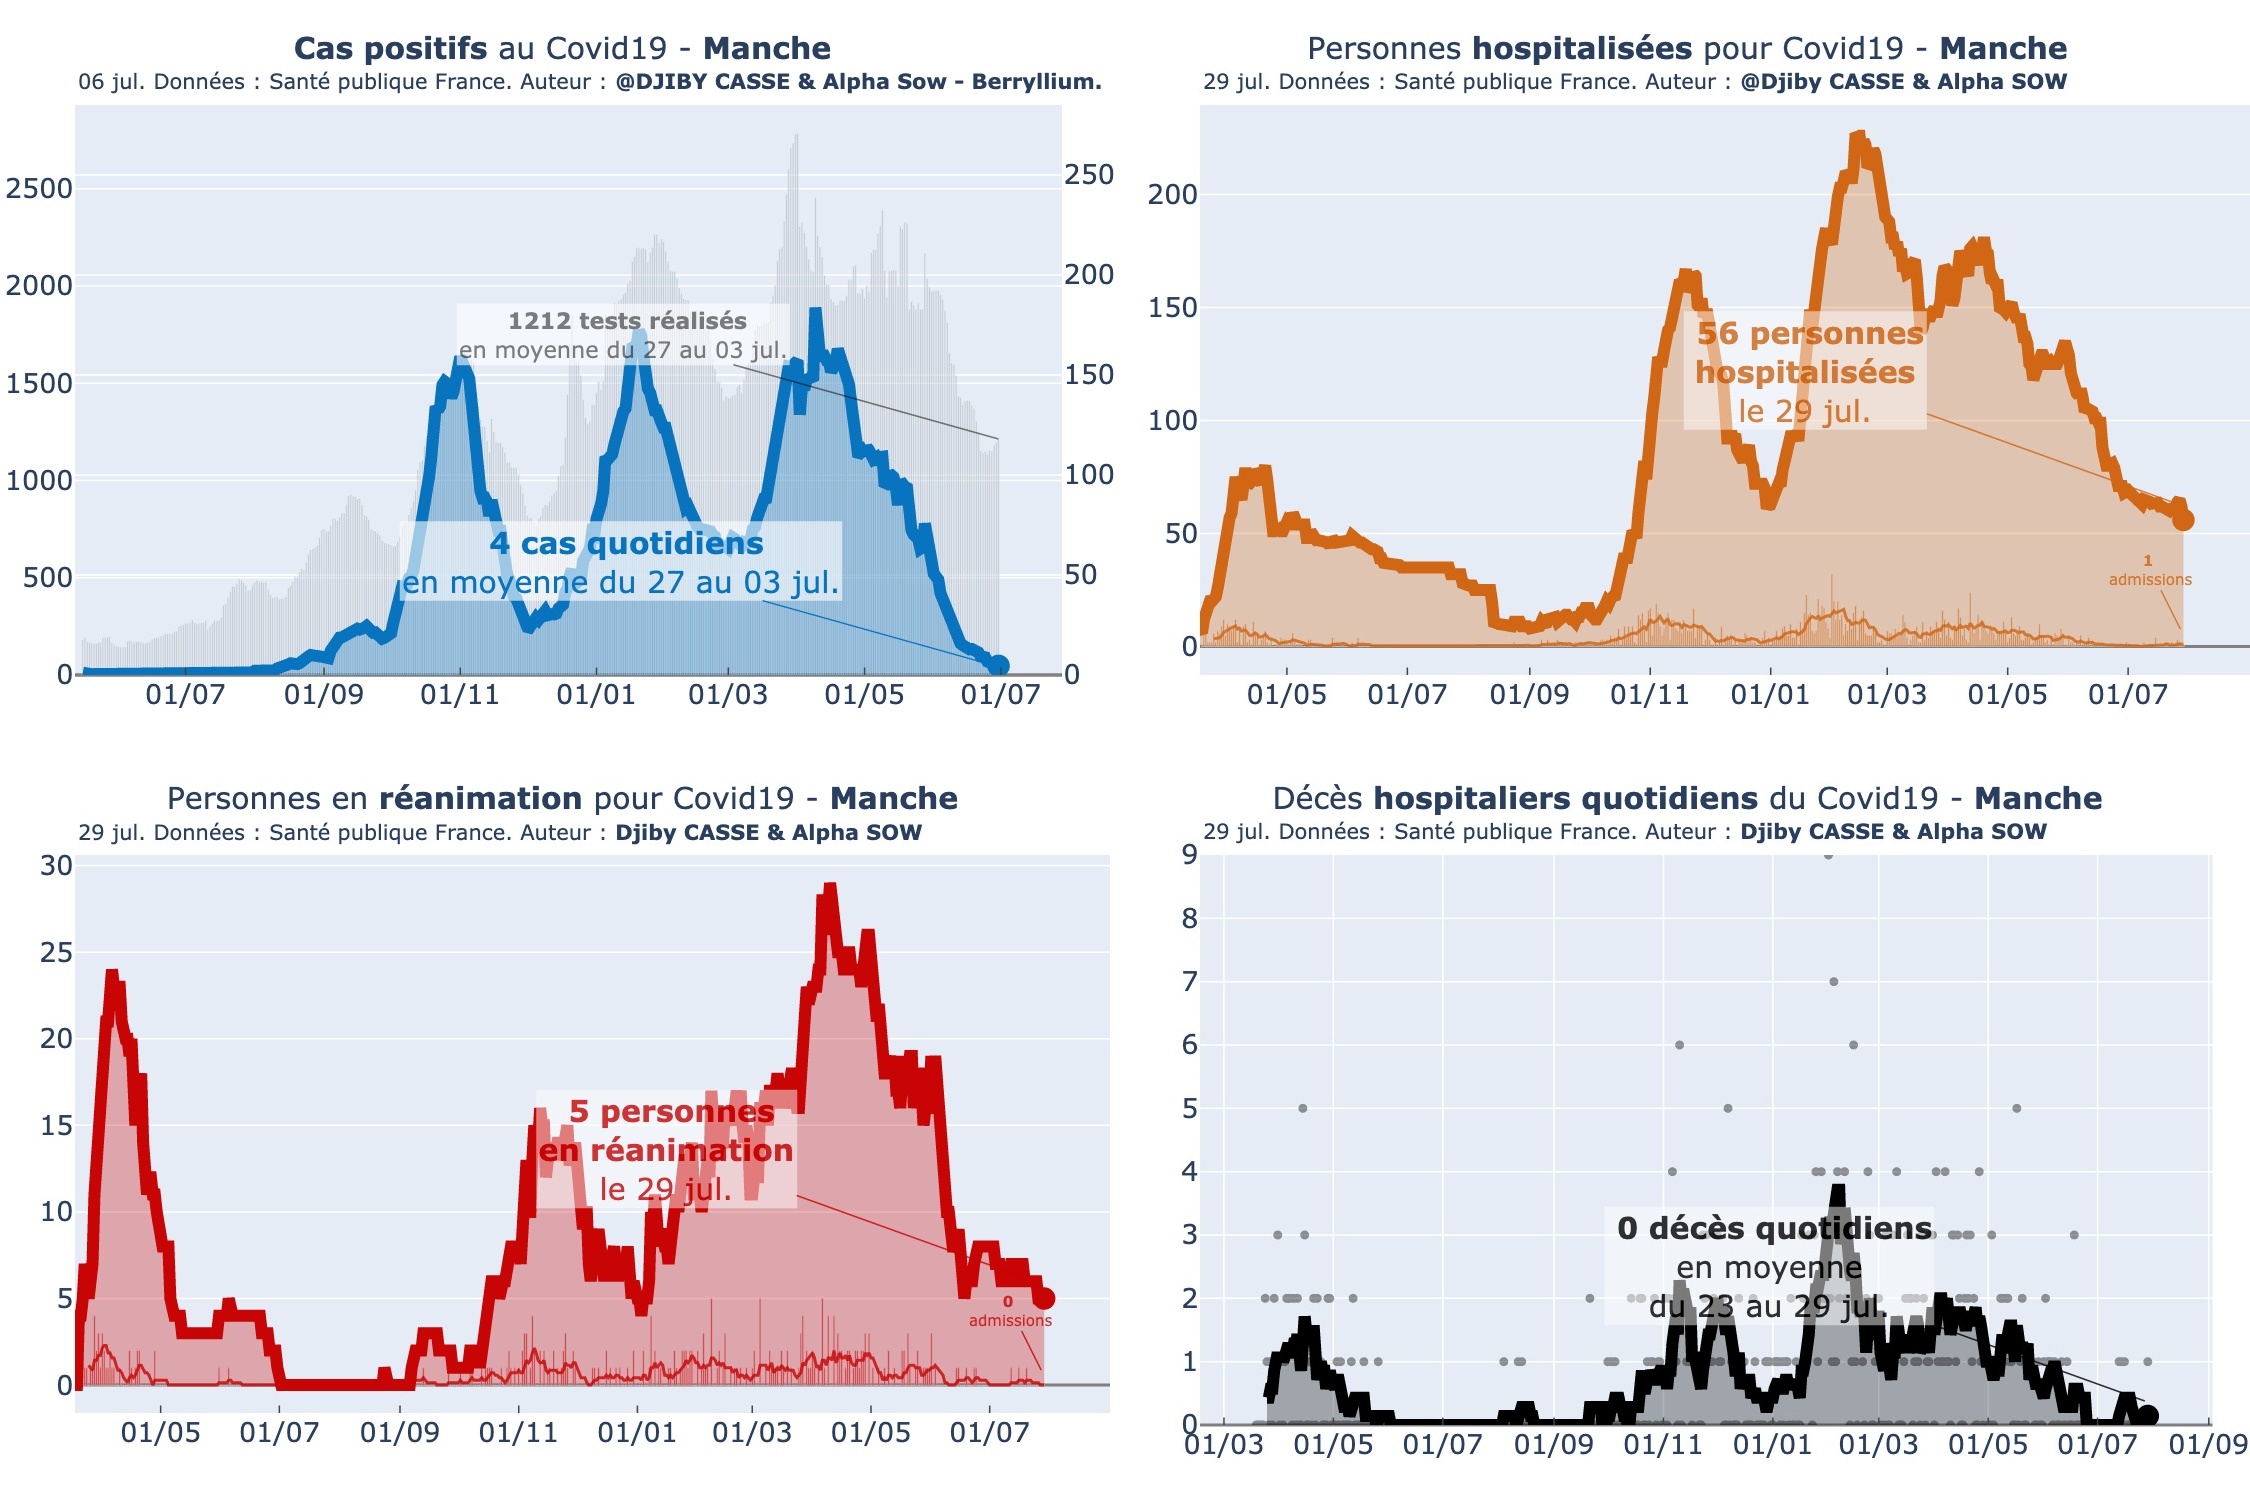 Cas positifs au Covid19 - Manche
06 jul. Données : Santé publique France. Auteur : @DJIBY CASSE & Alpha Sow - Berryllium.
2500
2000
1500
1000
500
0
250
200
150
100
50
0
1212 tests réalisés
en moyenne du 27 au 03 jul.
4 cas quotidiens
en moyenne du 27 au 03 jul.
01/07 01/09 01/11 01/01 01/03 01/05 01/07
Personnes hospitalisées pour Covid19 - Manche
29 jul. Données : Santé publique France. Auteur : @Djiby CASSE & Alpha SOW
200
150
100
50
0
56 personnes
hospitalisées
le 29 jul.
1
admissions
01/05 01/07 01/09 01/11 01/01 01/03 01/05 01/07
Personnes en réanimation pour Covid19 - Manche
29 jul. Données : Santé publique France. Auteur : Djiby CASSE & Alpha SOW
30
25
20
15
10
5
0
5 personnes
en réanimation
le 29 jul.
0
admissions
01/05 01/07 01/09 01/11 01/01 01/03 01/05 01/07
Décès hospitaliers quotidiens du Covid19 - Manche
29 jul. Données : Santé publique France. Auteur : Djiby CASSE & Alpha SOW
9
8
7
6
5
4
3
2
1
0
0 décès quotidiens
en moyenne
du 23 au 29 jul.
01/03 01/05 01/07 01/09 01/11 01/01 01/03 01/05 01/07 01/09